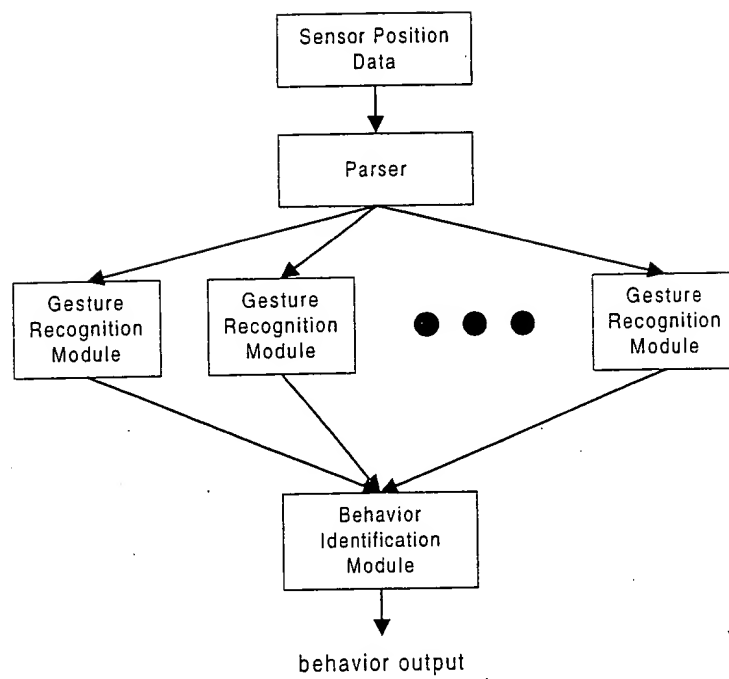 Sensor Position
Data
Parser
Gesture
Recognition
Module
Gesture
Recognition
Module
Gesture
Recognition
Module
Behavior
Identification
Module
behavior output